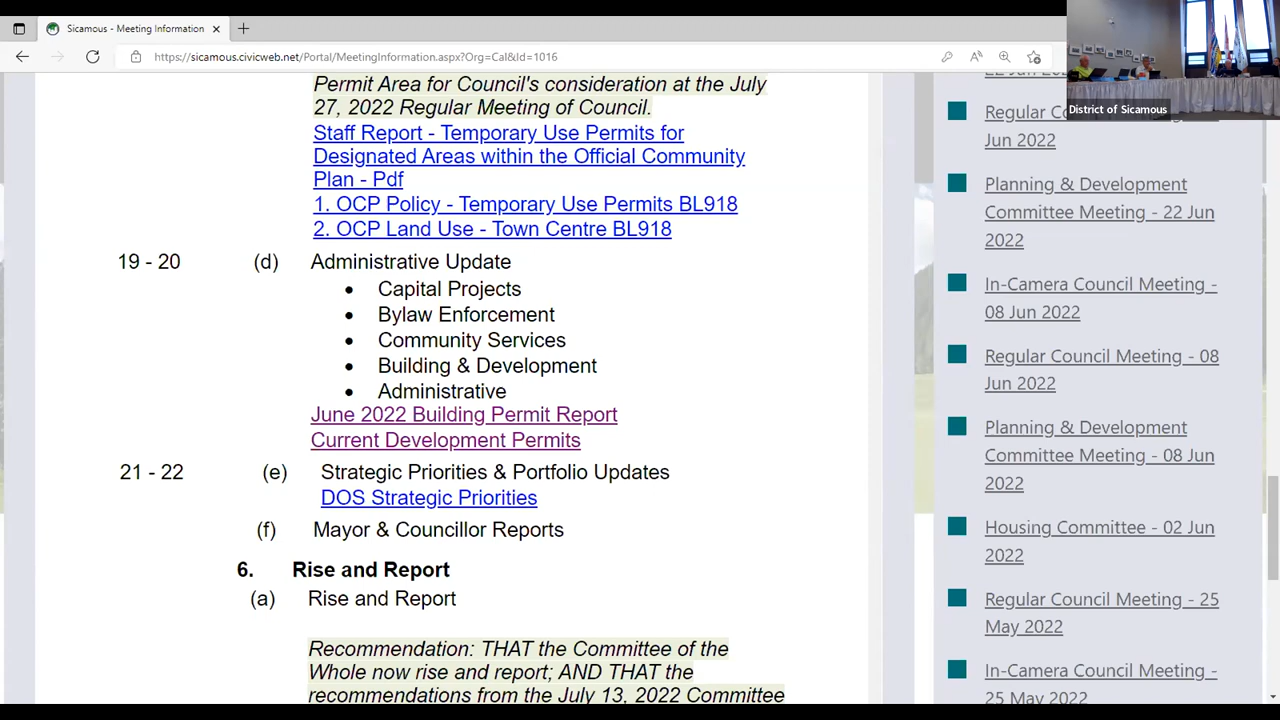 Sicamous - Meeting Information
https://sicamous.civicweb.net/Portal/MeetingInformation.aspx?Org=Cal&Id=1016
District of Sicamous
Permit Area for Council's consideration at the July
27, 2022 Regular Meeting of Council.
Staff Report - Temporary Use Permits for
Designated Areas within the Official Community
Plan - Pdf
1. OCP Policy - Temporary Use Permits BL918
2. OCP Land Use - Town Centre BL918
19 - 20 (d) Administrative Update
• Capital Projects
• Bylaw Enforcement
• Community Services
• Building & Development
• Administrative
June 2022 Building Permit Report
Current Development Permits
21 - 22 (e) Strategic Priorities & Portfolio Updates
DOS Strategic Priorities
(f) Mayor & Councillor Reports
6. Rise and Report
(a) Rise and Report
Recommendation: THAT the Committee of the
Whole now rise and report; AND THAT the
recommendations from the July 13, 2022 Committee
22 Jun
Regular
Jun 2022
Planning & Development
Committee Meeting - 22 Jun
2022
In-Camera Council Meeting -
08 Jun 2022
Regular Council Meeting - 08
Jun 2022
Planning & Development
Committee Meeting - 08 Jun
2022
Housing Committee - 02 Jun
2022
Regular Council Meeting - 25
May 2022
In-Camera Council Meeting -
25 May 2022